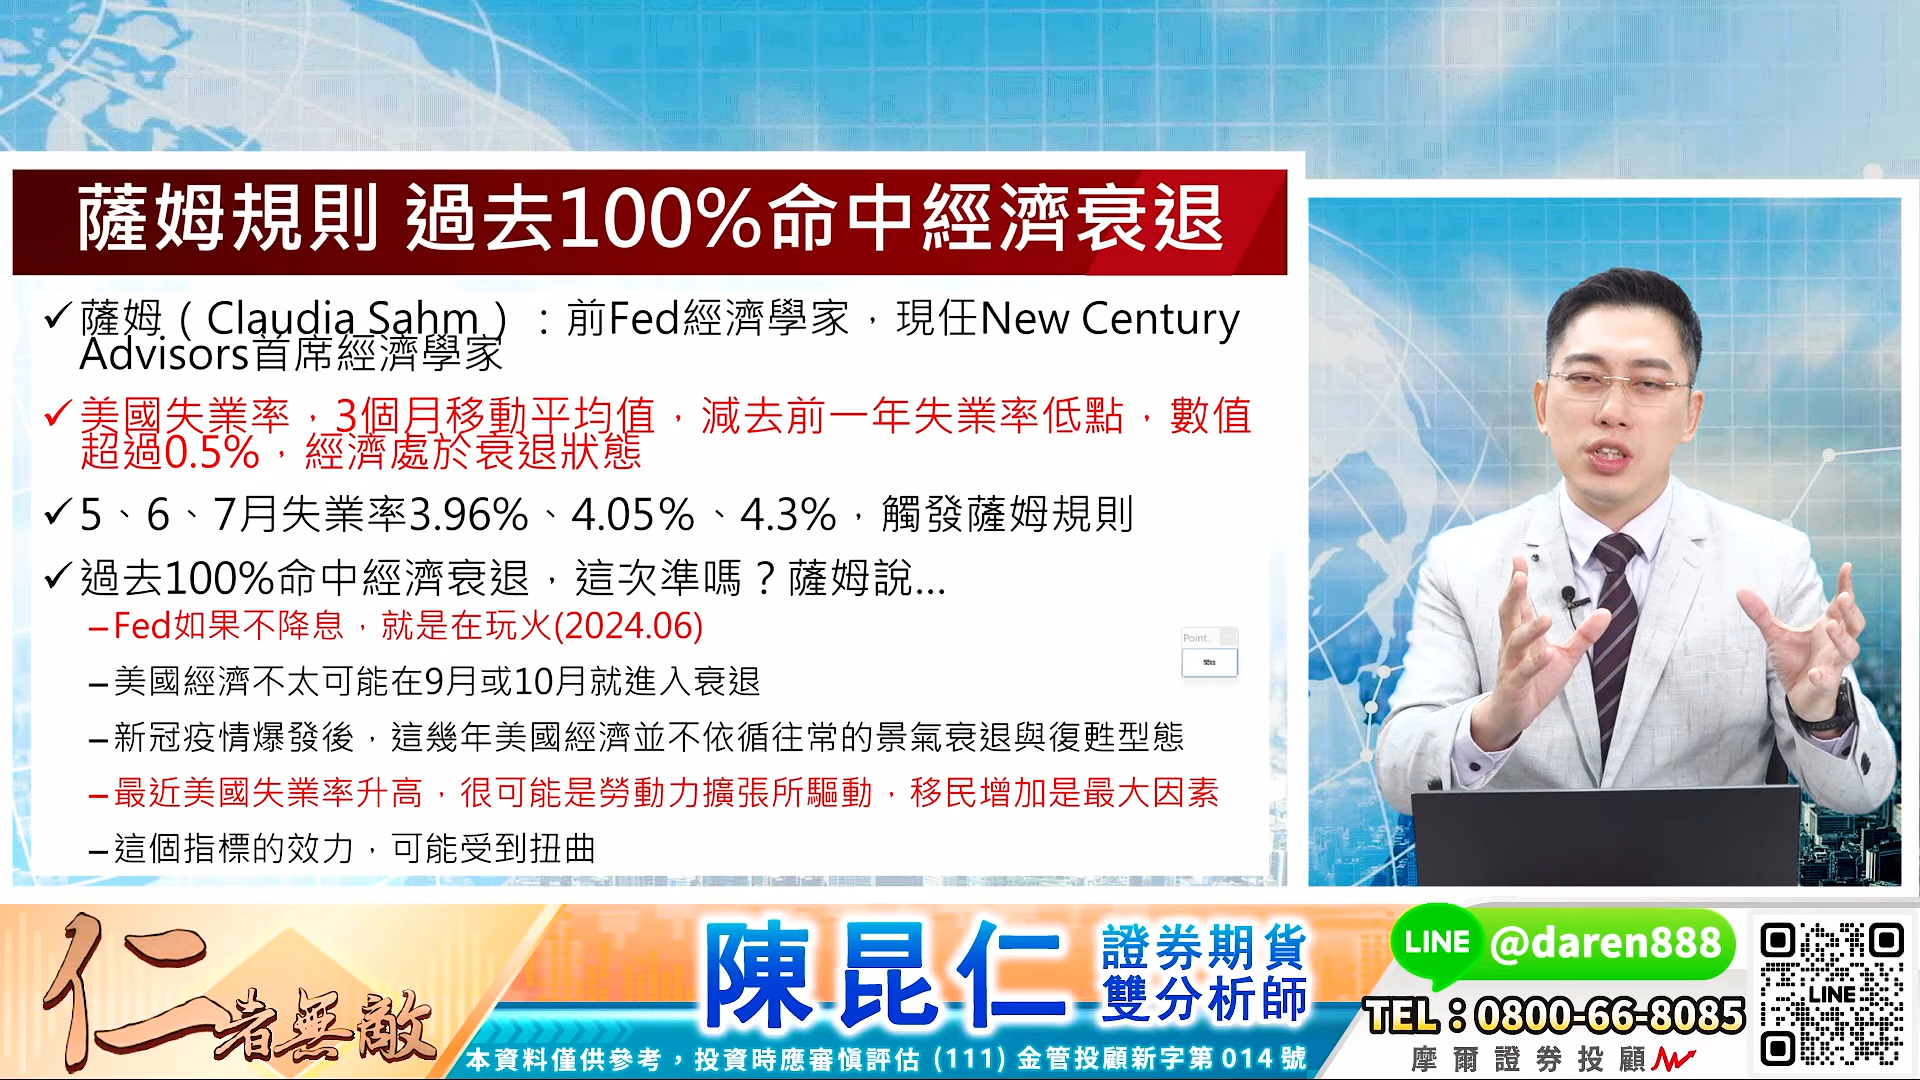 薩姆規則 過去100%命中經濟衰退
✓薩姆（Claudia Sahm）：前Fed經濟學家，現任New Century
Advisors首席經濟學家
✓美國失業率，3個月移動平均值，減去前一年失業率低點，數值
超過0.5%，經濟處於衰退狀態
✓5、6、7月失業率3.96%、4.05%、4.3%，觸發薩姆規則
✓過去100%命中經濟衰退，這次準嗎？薩姆說...
–Fed如果不降息，就是在玩火(2024.06)
–美國經濟不太可能在9月或10月就進入衰退
–新冠疫情爆發後，這幾年美國經濟並不依循往常的景氣衰退與復甦型態
–最近美國失業率升高，很可能是勞動力擴張所驅動，移民增加是最大因素
–這個指標的效力，可能受到扭曲
Point...
開始
仁者無敵
陳昆仁
證券期貨
雙分析師
本資料僅供參考，投資時應審慎評估 (111) 金管投顧新字第 014 號
LINE @daren888
TEL：0800-66-8085
摩爾證券投顧
LINE